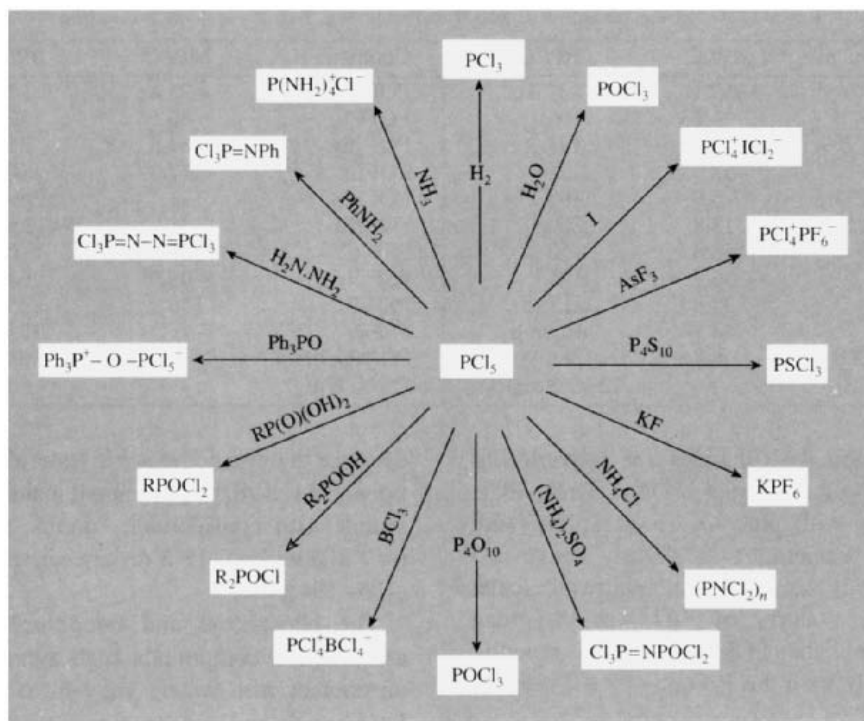 PCl₃
P(NH₂)₄⁺Cl⁻
POCl₃
Cl₃P=NPh
PCl₄⁺ICl₂⁻
NH₃
H₂
H₂O
PhNH₂
I
Cl₃P=N–N=PCl₃
H₂N.NH₂
AsF₃
PCl₄⁺PF₆⁻
Ph₃P⁺– O –PCl₅⁻
Ph₃PO
PCl₅
P₄S₁₀
PSCl₃
RP(O)(OH)₂
KF
RPOCl₂
R₂POOH
BCl₃
P₄O₁₀
(NH₄)₂SO₄
NH₄Cl
KPF₆
R₂POCl
(PNCl₂)ₙ
PCl₄⁺BCl₄⁻
POCl₃
Cl₃P=NPOCl₂